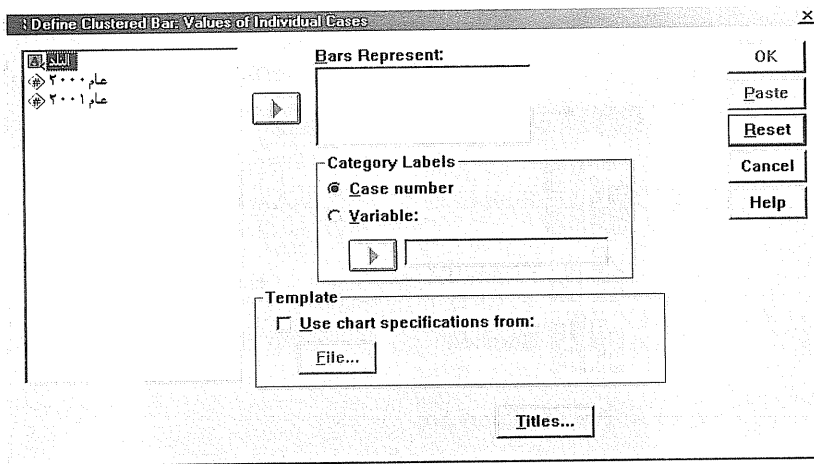 Define Clustered Bar: Values of Individual Cases
البلد
عام ٢٠٠٠
عام ٢٠٠١
Bars Represent:
Category Labels
Case number
Variable:
Template
Use chart specifications from:
File...
Titles...
OK
Paste
Reset
Cancel
Help